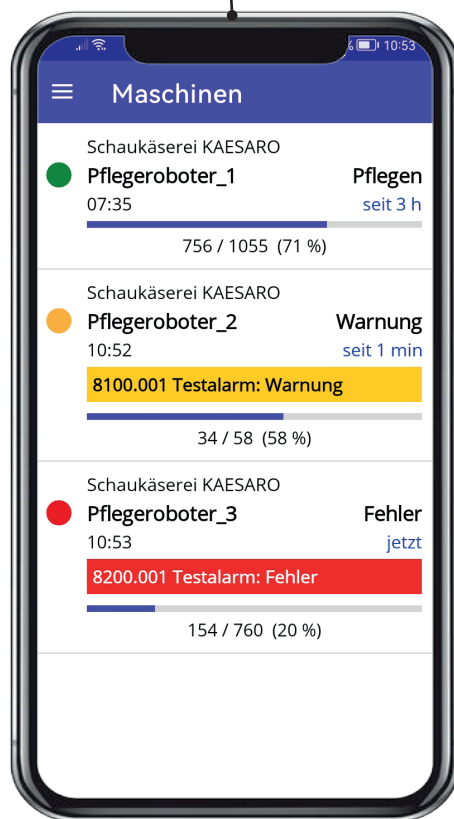 % 10:53
Maschinen
Schaukäserei KAESARO
Pflegeroboter_1 Pflegen
07:35 seit 3 h
756 / 1055 (71 %)
Schaukäserei KAESARO
Pflegeroboter_2 Warnung
10:52 seit 1 min
8100.001 Testalarm: Warnung
34 / 58 (58 %)
Schaukäserei KAESARO
Pflegeroboter_3 Fehler
10:53 jetzt
8200.001 Testalarm: Fehler
154 / 760 (20 %)